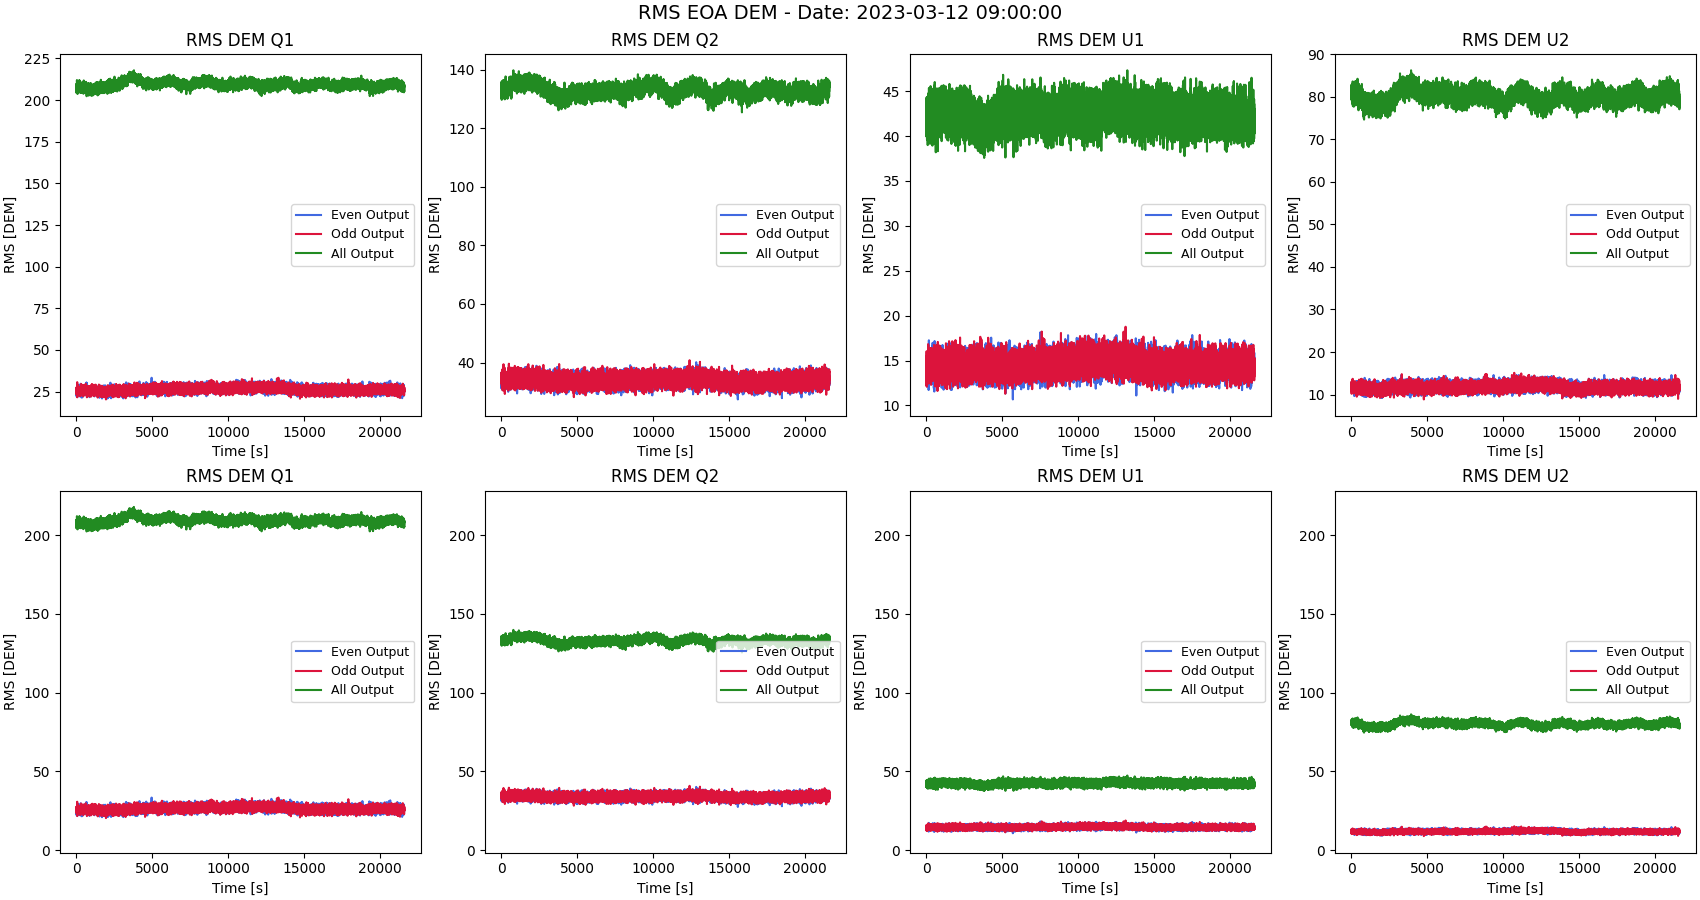 RMS EOA DEM - Date: 2023-03-12 09:00:00
RMS DEM Q1
RMS [DEM]
225
200
175
150
125
100
75
50
25
Even Output
Odd Output
All Output
0 5000 10000 15000 20000
Time [s]
RMS DEM Q2
RMS [DEM]
140
120
100
80
60
40
Even Output
Odd Output
All Output
0 5000 10000 15000 20000
Time [s]
RMS DEM U1
RMS [DEM]
45
40
35
30
25
20
15
10
Even Output
Odd Output
All Output
0 5000 10000 15000 20000
Time [s]
RMS DEM U2
RMS [DEM]
90
80
70
60
50
40
30
20
10
Even Output
Odd Output
All Output
0 5000 10000 15000 20000
Time [s]
RMS DEM Q1
RMS [DEM]
200
150
100
50
0
Even Output
Odd Output
All Output
0 5000 10000 15000 20000
Time [s]
RMS DEM Q2
RMS [DEM]
200
150
100
50
0
Even Output
Odd Output
All Output
0 5000 10000 15000 20000
Time [s]
RMS DEM U1
RMS [DEM]
200
150
100
50
0
Even Output
Odd Output
All Output
0 5000 10000 15000 20000
Time [s]
RMS DEM U2
RMS [DEM]
200
150
100
50
0
Even Output
Odd Output
All Output
0 5000 10000 15000 20000
Time [s]